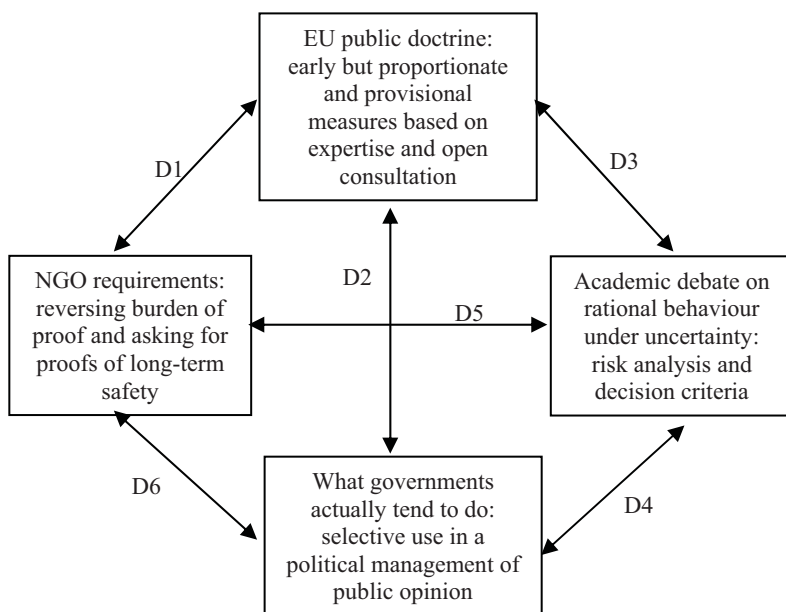 EU public doctrine:
early but proportionate
and provisional
measures based on
expertise and open
consultation
D1
D3
NGO requirements:
reversing burden of
proof and asking for
proofs of long-term
safety
D2
D5
Academic debate on
rational behaviour
under uncertainty:
risk analysis and
decision criteria
D6
What governments
actually tend to do:
selective use in a
political management of
public opinion
D4